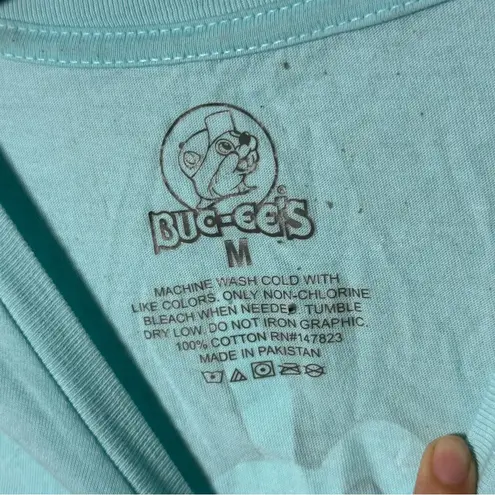 BUC-EE'S®
M
MACHINE WASH COLD WITH
LIKE COLORS. ONLY NON-CHLORINE
BLEACH WHEN NEEDED TUMBLE
DRY LOW. DO NOT IRON GRAPHIC.
100% COTTON RN#147823
MADE IN PAKISTAN